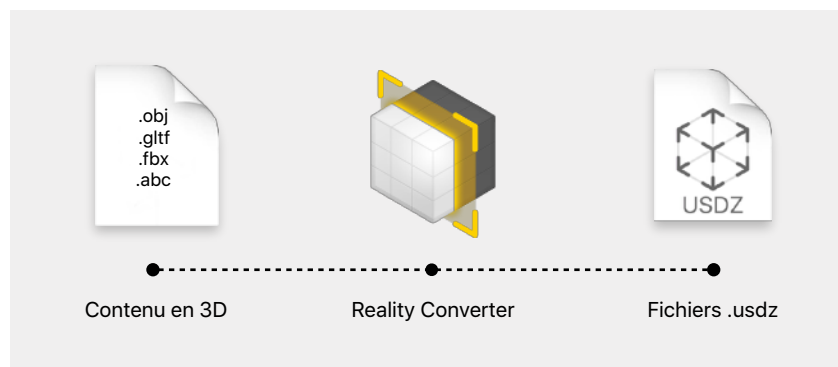 .obj
.gltf
.fbx
.abc
USDZ
Contenu en 3D
Reality Converter
Fichiers .usdz